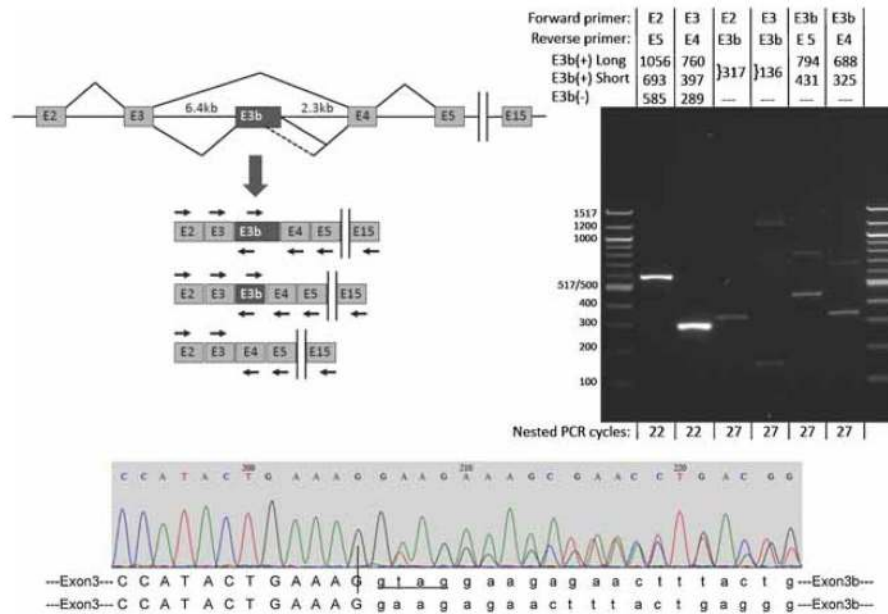 Forward primer: E2 E3 E2 E3 E3b E3b
Reverse primer: E5 E4 E3b E3b E 5 E4
E3b(+) Long 1056 760 }317 }136 794 688
E3b(+) Short 693 397 431 325
E3b(-) 585 289 --- --- --- ---
6.4kb 2.3kb
E2 E3 E3b E4 E5 E15
E2 E3 E3b E4 E5 E15
E2 E3 E3b E4 E5 E15
E2 E3 E4 E5 E15
1517
1200
1000
517/500
400
300
200
100
Nested PCR cycles: 22 22 27 27 27 27
200 210 220
C C A T A C T G A A A G G A A G A A A G C G A A C C T G A C G G
---Exon3--- C C A T A C T G A A A G g t a g g a a g a g a a c t t t a c t g ---Exon3b---
---Exon3--- C C A T A C T G A A A G g a a g a g a a c t t t a c t g a g g g ---Exon3b---